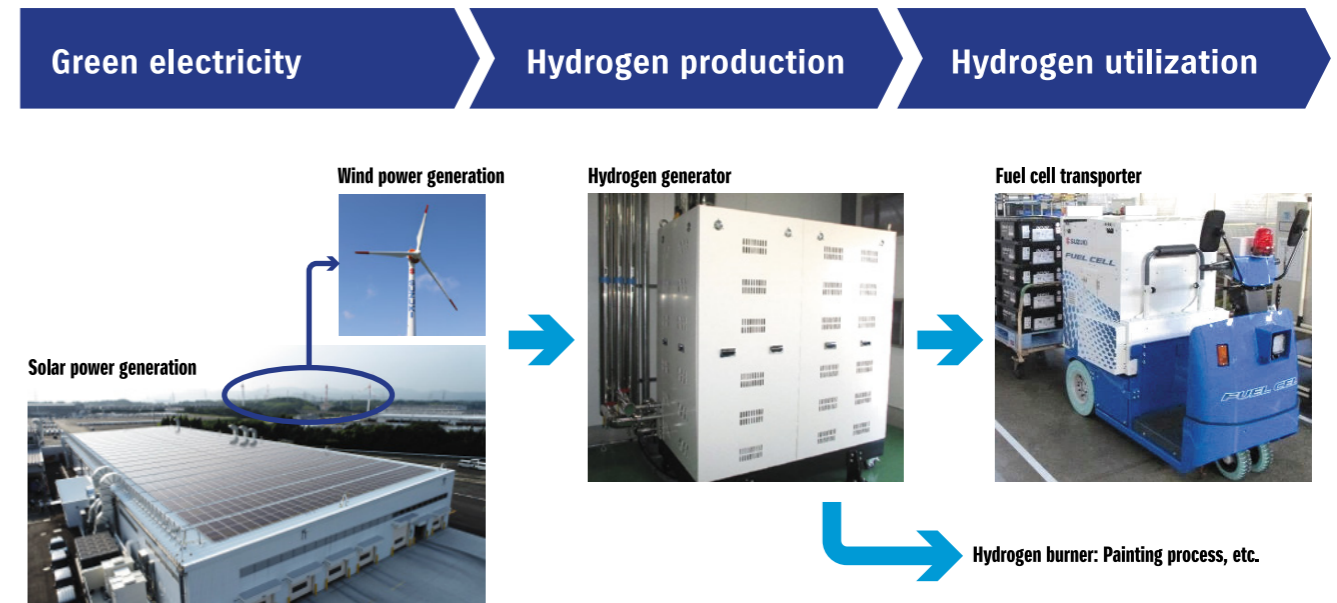 Green electricity
Hydrogen production
Hydrogen utilization
Wind power generation
Solar power generation
Hydrogen generator
Fuel cell transporter
SUZUKI
FUEL CELL
FUEL CELL
Hydrogen burner: Painting process, etc.